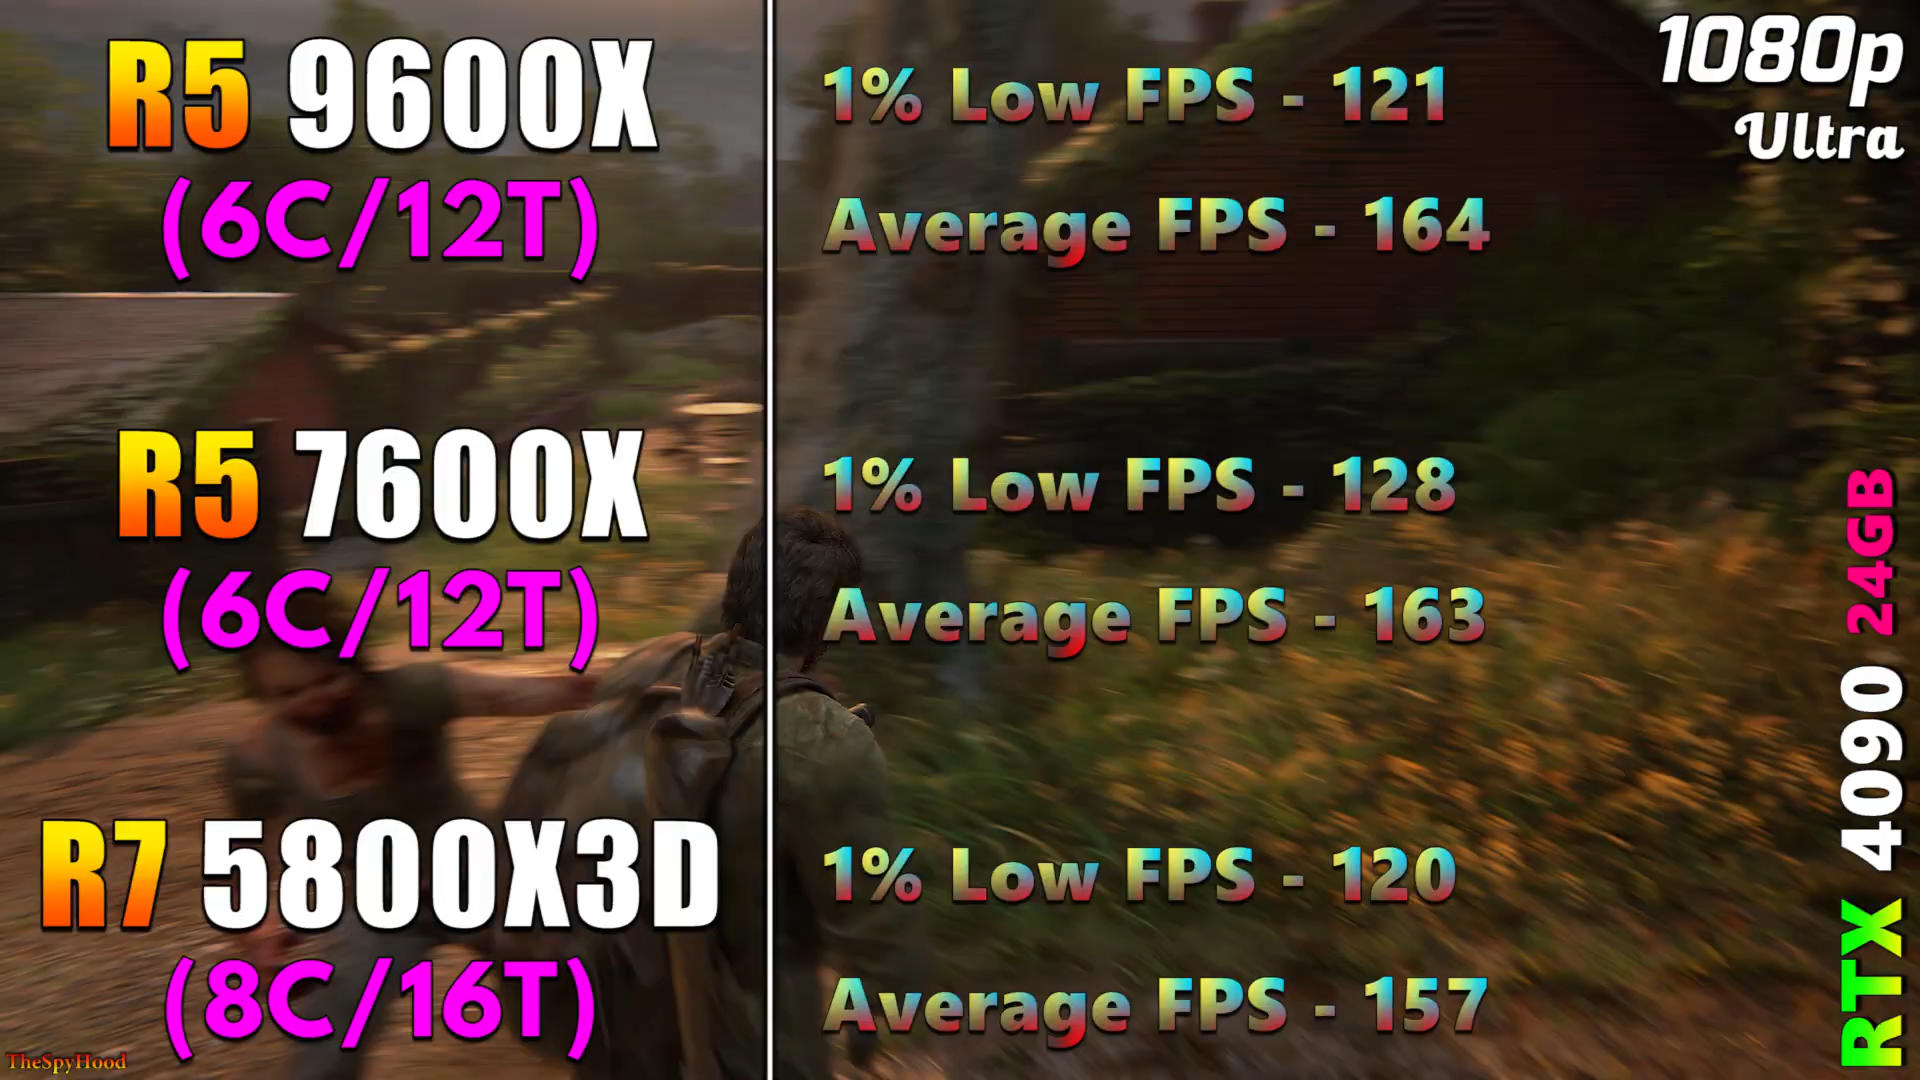 R5 9600X
(6C/12T)
1% Low FPS - 121
Average FPS - 164
1080p
Ultra
R5 7600X
(6C/12T)
1% Low FPS - 128
Average FPS - 163
R7 5800X3D
(8C/16T)
1% Low FPS - 120
Average FPS - 157
RTX 4090 24GB
TheSpyHood